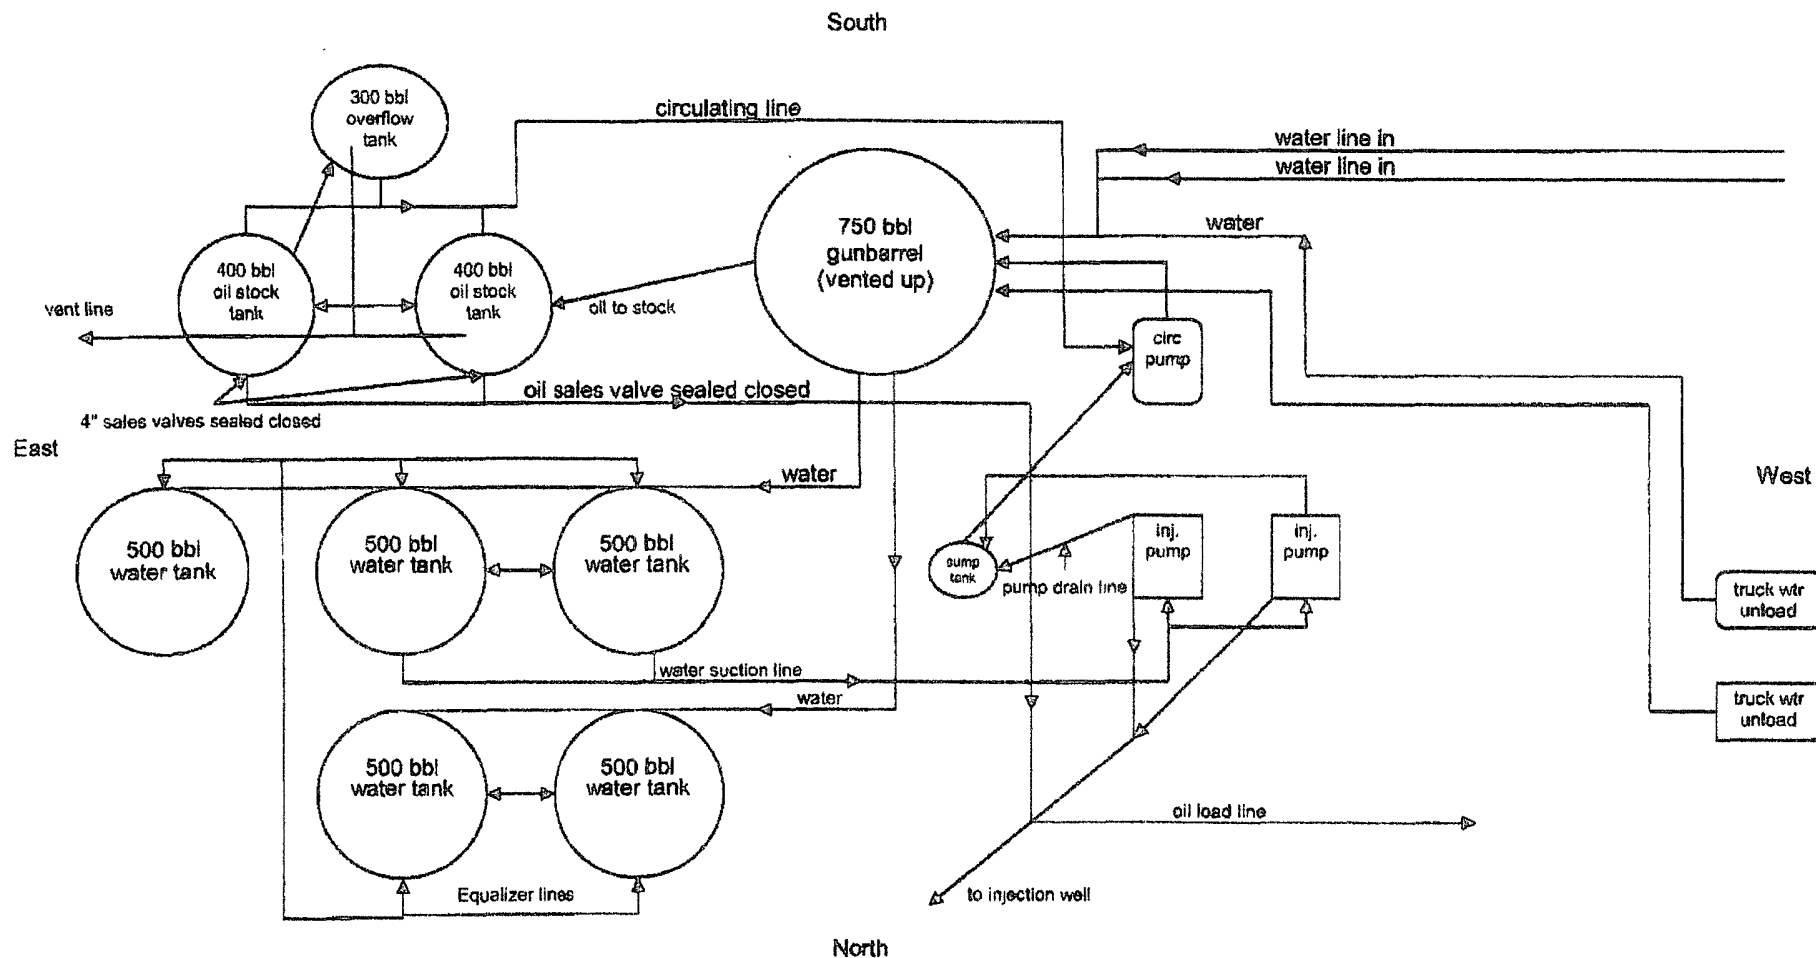 South
300 bbl
overflow
tank
circulating line
water line in
water line in
water
750 bbl
gunbarrel
(vented up)
400 bbl
oil stock
tank
400 bbl
oil stock
tank
vent line
oil to stock
circ
pump
oil sales valve sealed closed
4" sales valves sealed closed
East
water
West
500 bbl
water tank
500 bbl
water tank
500 bbl
water tank
sump
tank
inj.
pump
inj.
pump
pump drain line
truck wtr
unload
water suction line
water
truck wtr
unload
500 bbl
water tank
500 bbl
water tank
oil load line
Equalizer lines
to injection well
North